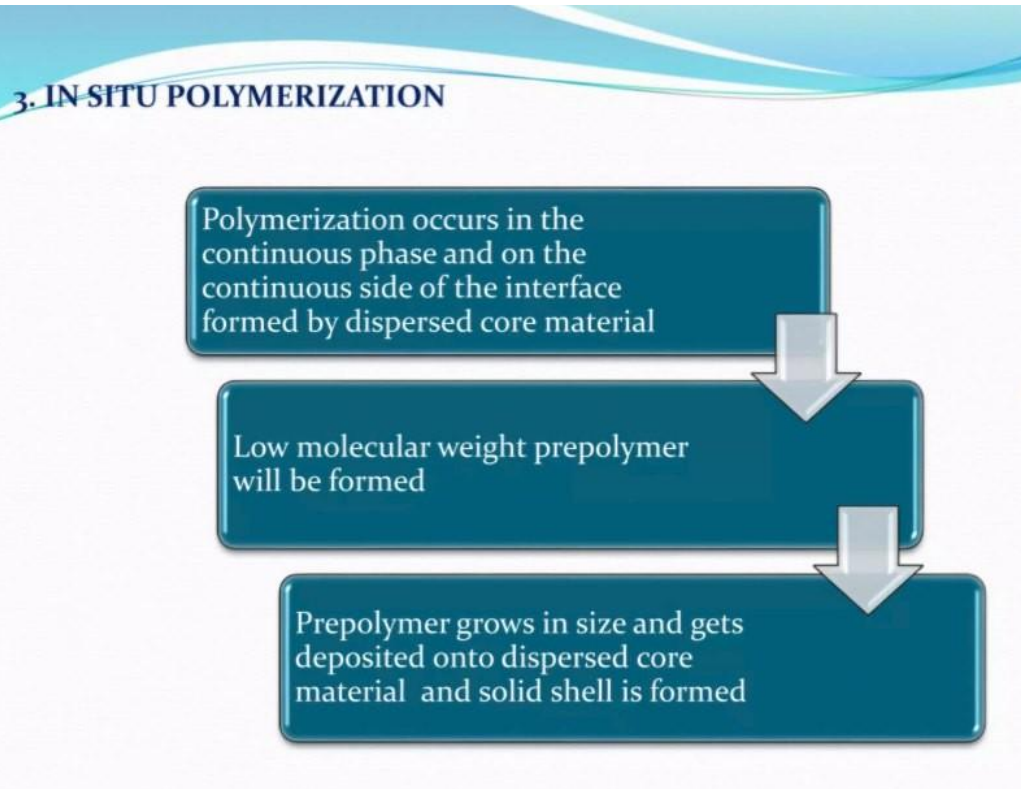 3. IN SITU POLYMERIZATION
Polymerization occurs in the
continuous phase and on the
continuous side of the interface
formed by dispersed core material
Low molecular weight prepolymer
will be formed
Prepolymer grows in size and gets
deposited onto dispersed core
material and solid shell is formed